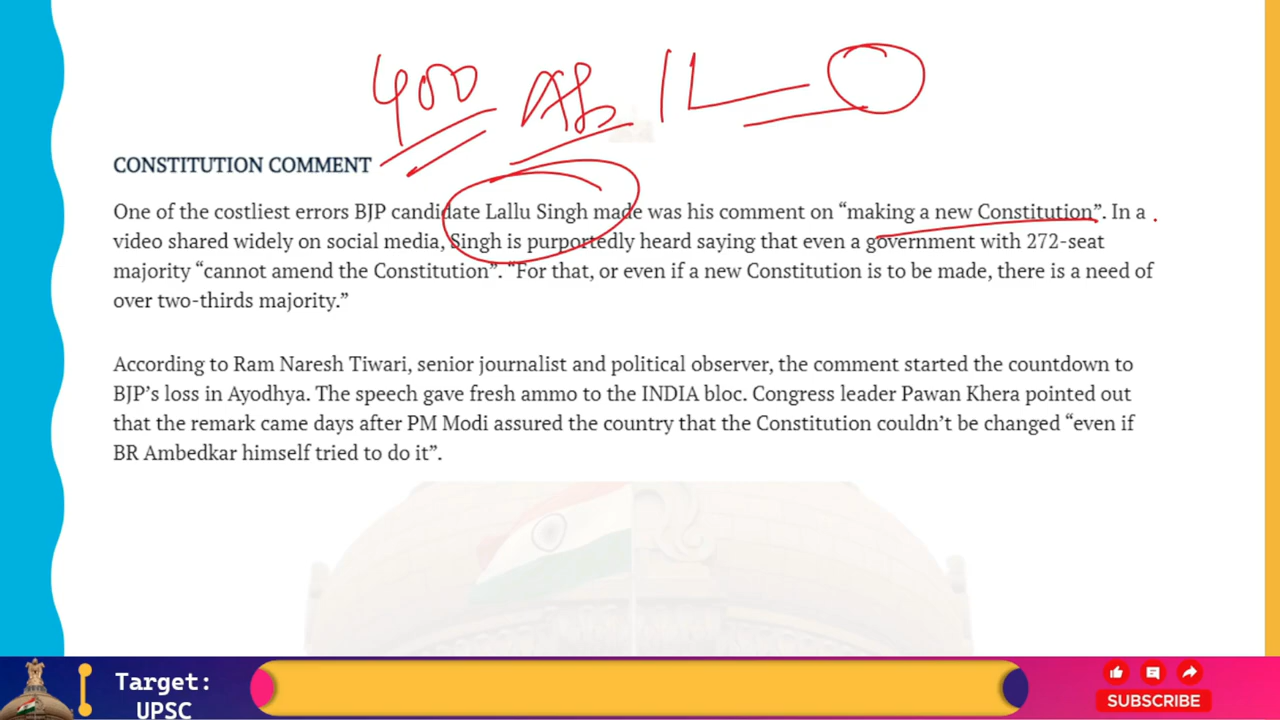 400
CONSTITUTION COMMENT
One of the costliest errors BJP candidate Lallu Singh made was his comment on “making a new Constitution”. In a
video shared widely on social media, Singh is purportedly heard saying that even a government with 272-seat
majority “cannot amend the Constitution”. “For that, or even if a new Constitution is to be made, there is a need of
over two-thirds majority.”
According to Ram Naresh Tiwari, senior journalist and political observer, the comment started the countdown to
BJP’s loss in Ayodhya. The speech gave fresh ammo to the INDIA bloc. Congress leader Pawan Khera pointed out
that the remark came days after PM Modi assured the country that the Constitution couldn’t be changed “even if
BR Ambedkar himself tried to do it”.
Target:
UPSC
SUBSCRIBE